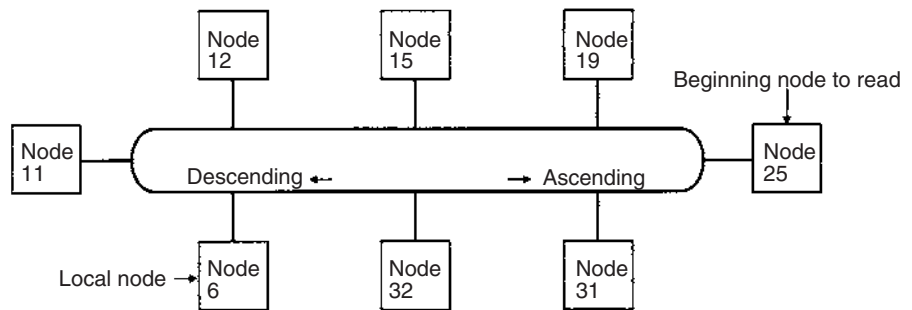 Node
12
Node
15
Node
19
Beginning node to read
Node
11
Node
25
Descending
Ascending
Local node
Node
6
Node
32
Node
31